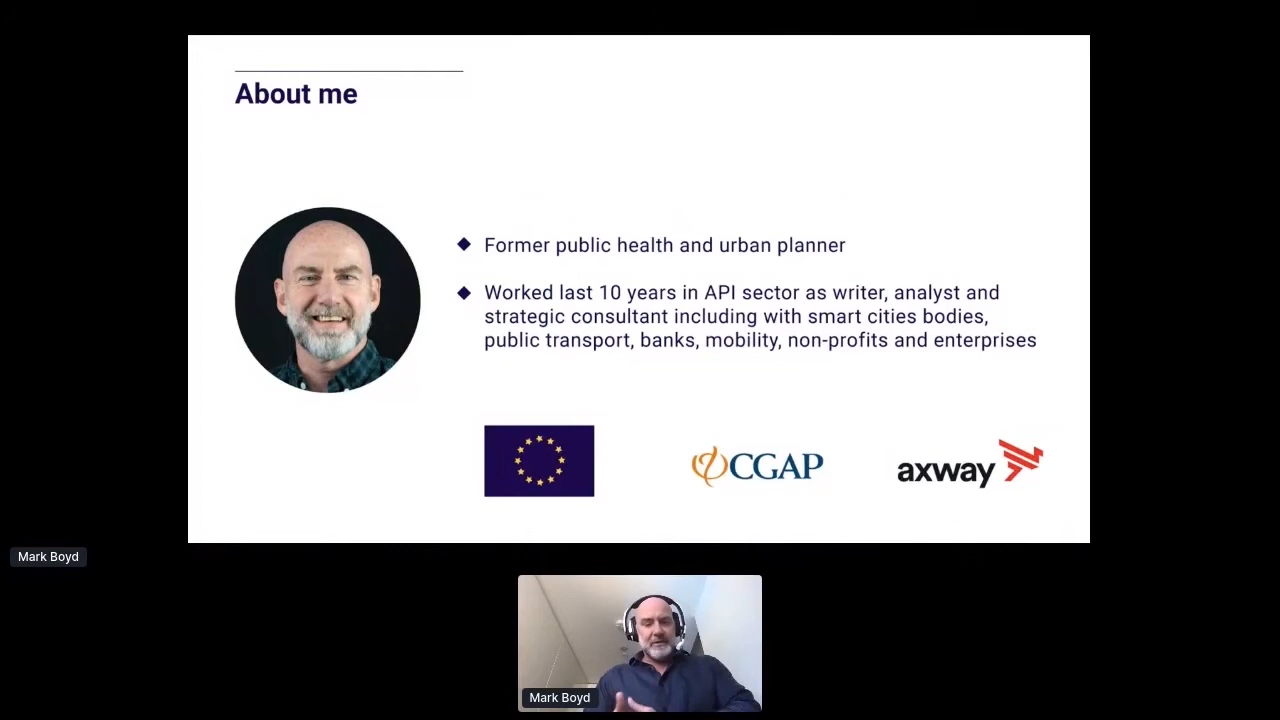 About me
Former public health and urban planner
Worked last 10 years in API sector as writer, analyst and
strategic consultant including with smart cities bodies,
public transport, banks, mobility, non-profits and enterprises
CGAP
axway
Mark Boyd
Mark Boyd